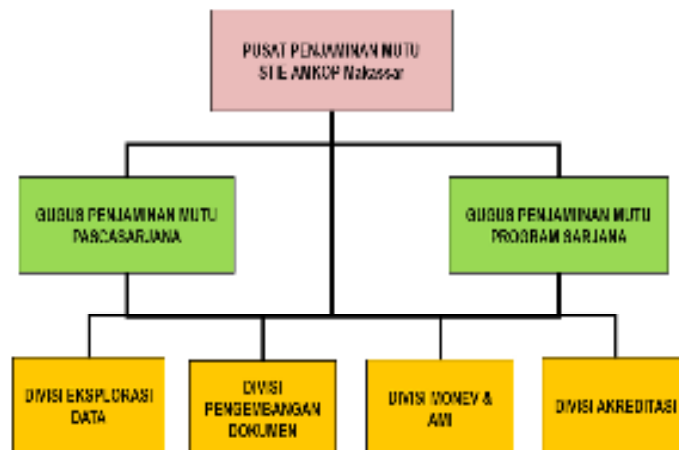 PUSAT PENJAMINAN MUTU
STIE AMKOP Makassar
GUGUS PENJAMINAN MUTU
PASCASARJANA
GUGUS PENJAMINAN MUTU
PROGRAM SARJANA
DIVISI EKSPLORASI
DATA
DIVISI
PENGEMBANGAN
DOKUMEN
DIVISI MONEV &
AMI
DIVISI AKREDITASI